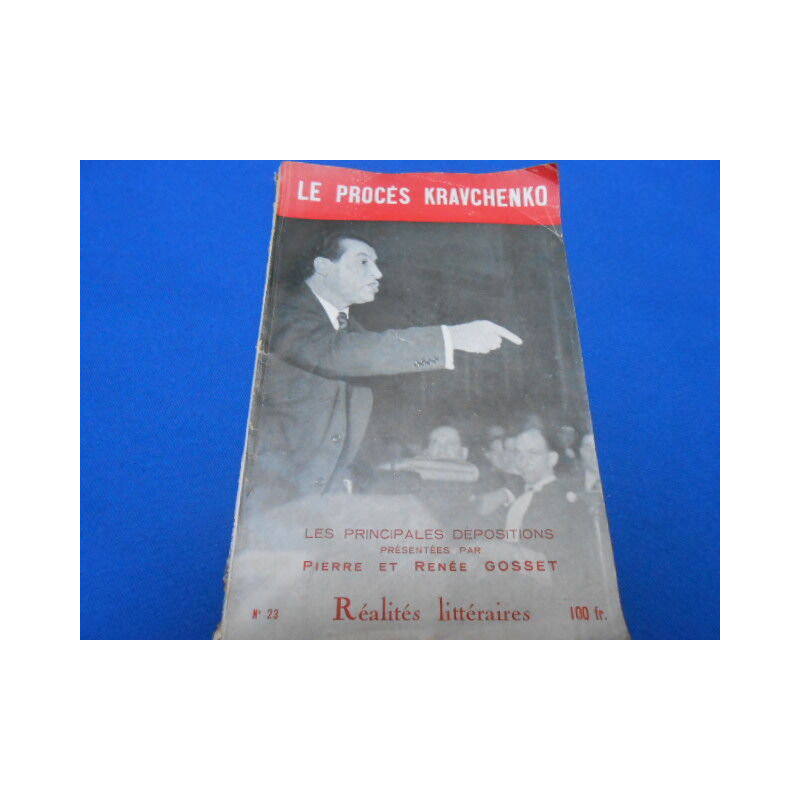 LE PROCÈS KRAVCHENKO
LES PRINCIPALES DÉPOSITIONS
PRÉSENTÉES PAR
PIERRE ET RENÉE GOSSET
N° 23 Réalités littéraires 100 fr.